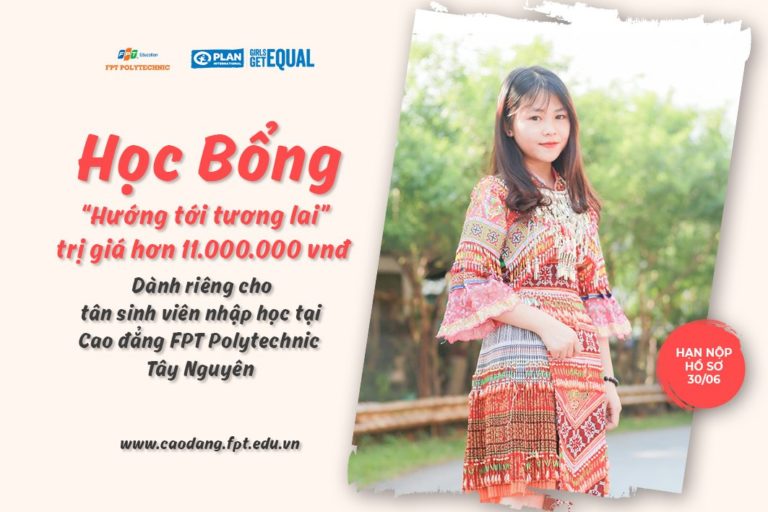 FPT Education
FPT POLYTECHNIC
PLAN
INTERNATIONAL
GIRLS
GET EQUAL
Học Bổng
“Hướng tới tương lai”
trị giá hơn 11.000.000 vnđ
Dành riêng cho
tân sinh viên nhập học tại
Cao đẳng FPT Polytechnic
Tây Nguyên
www.caodang.fpt.edu.vn
HẠN NỘP
HỒ SƠ
30/06